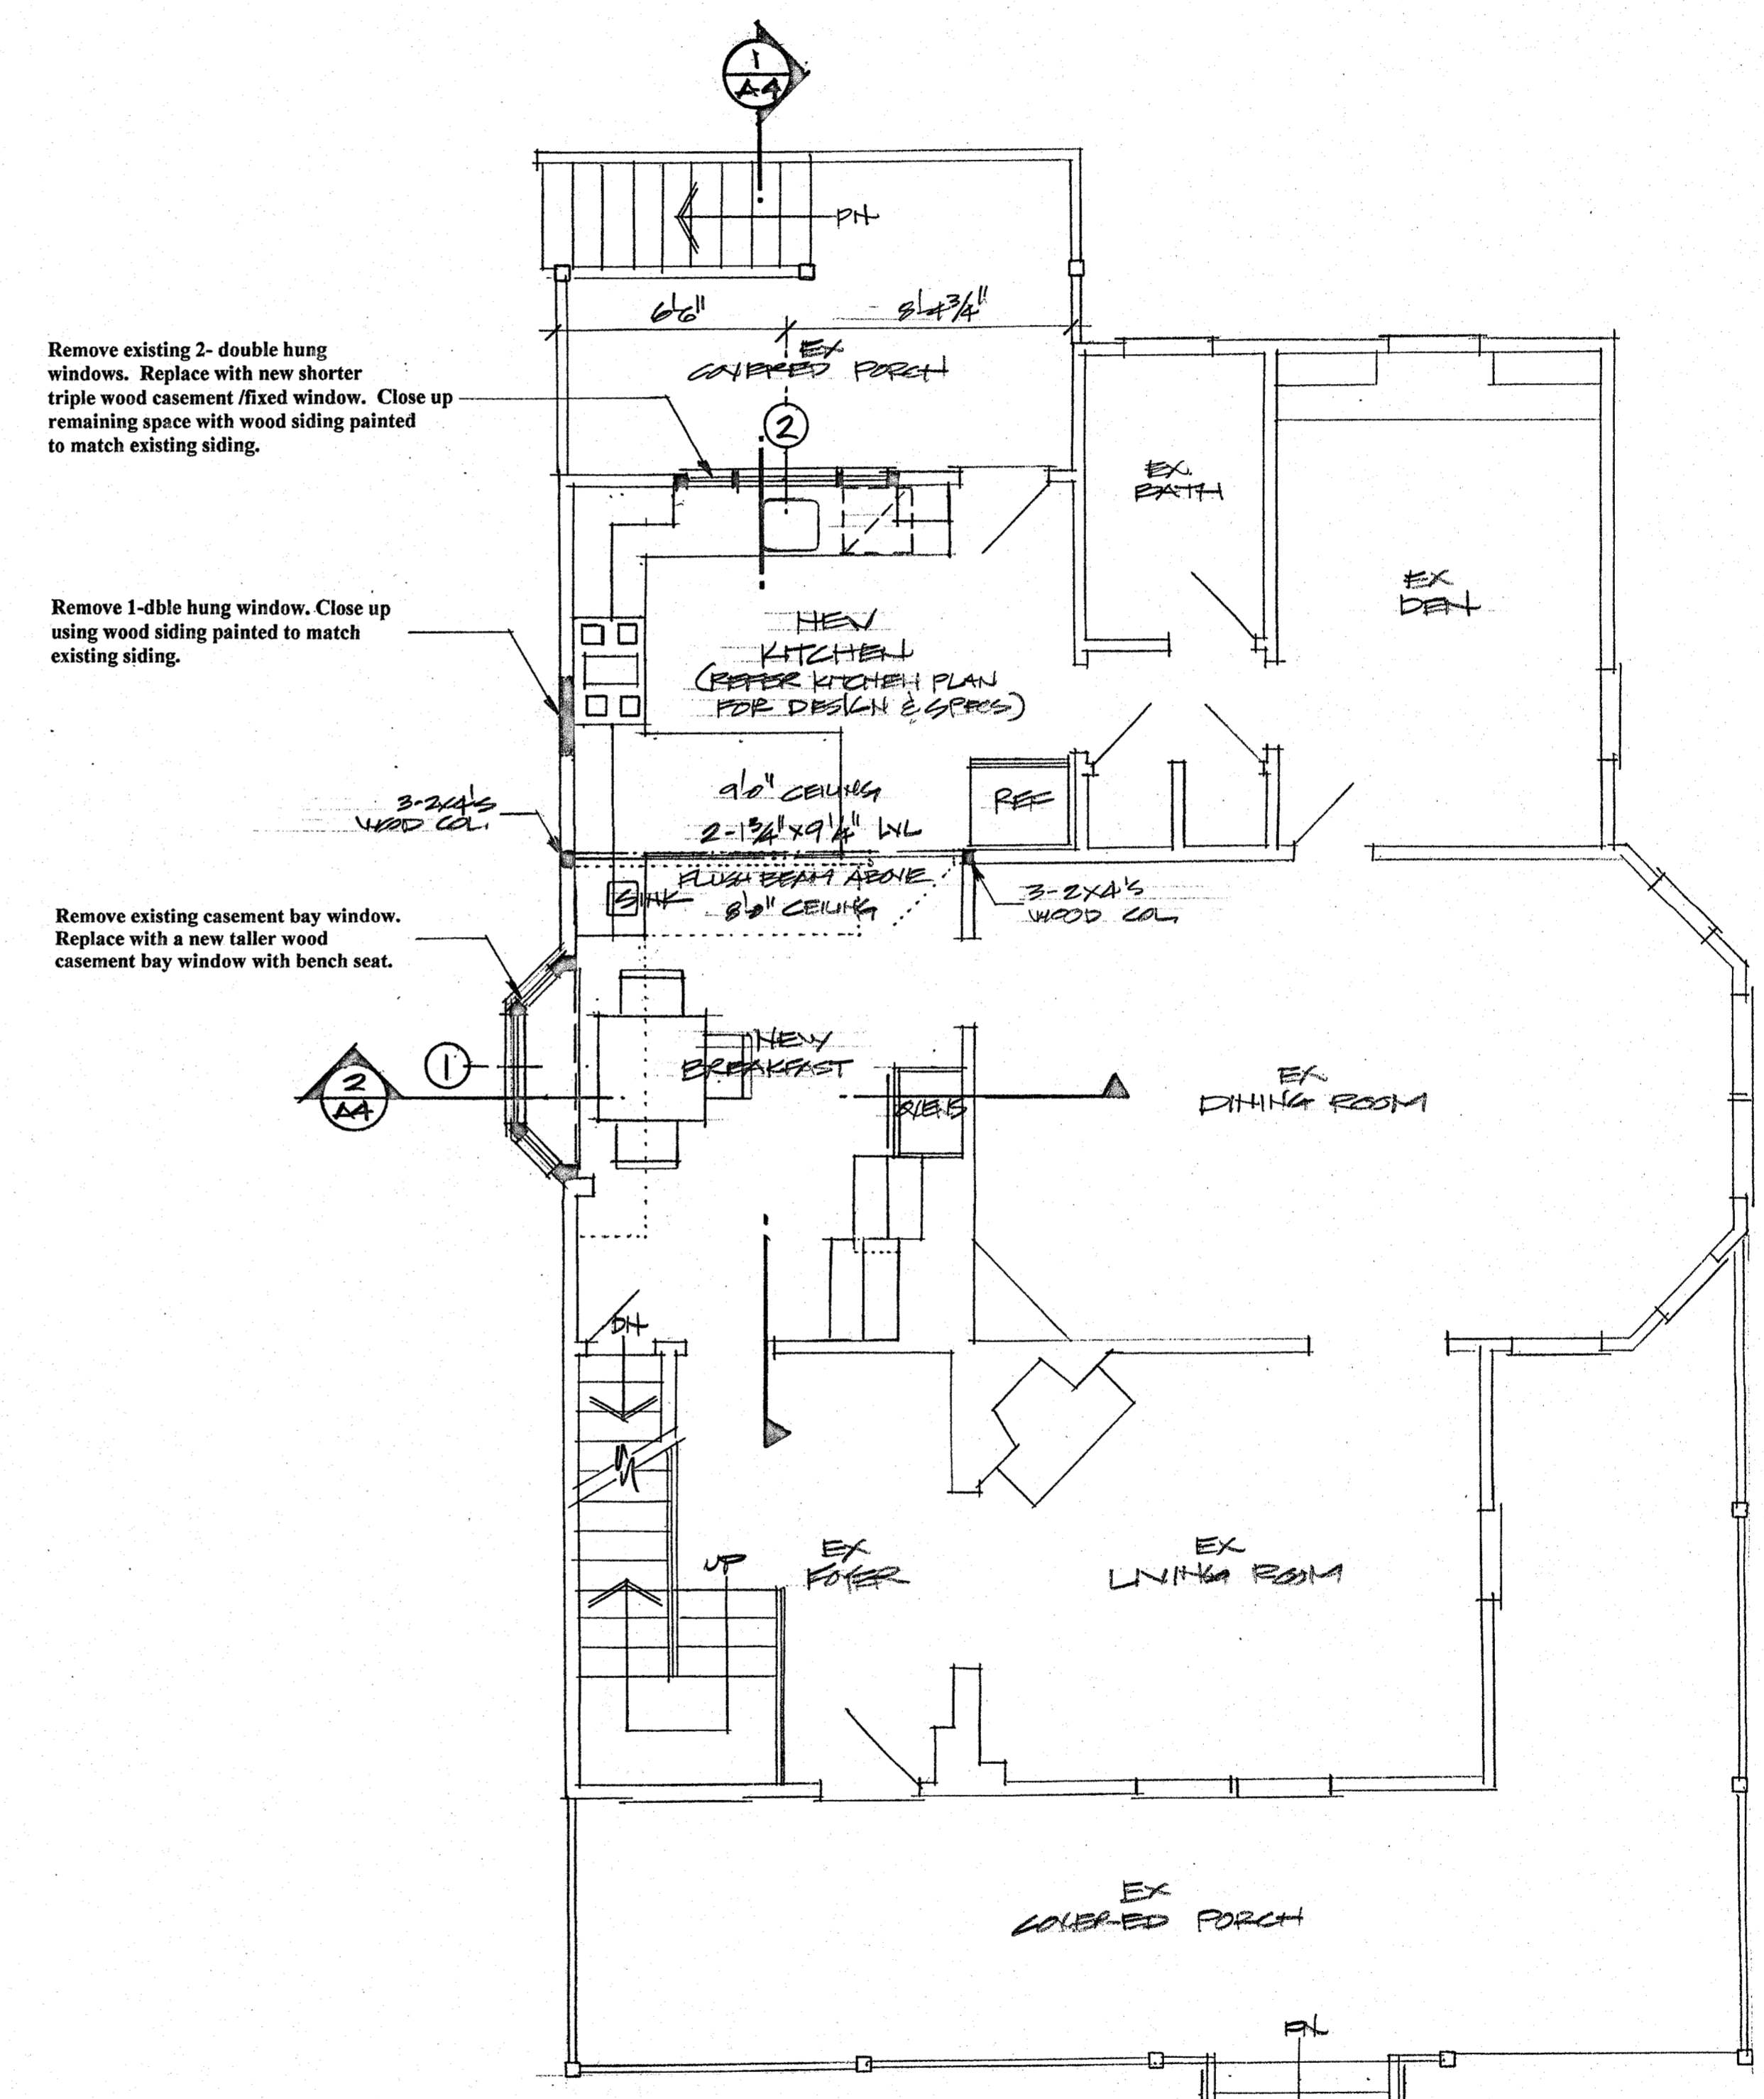 1
A4
DN
6'6"
8'4 3/4"
EX
COVERED PORCH
Remove existing 2- double hung
windows. Replace with new shorter
triple wood casement /fixed window. Close up
remaining space with wood siding painted
to match existing siding.
2
EX.
BATH
EX
DEN
Remove 1-dble hung window. Close up
using wood siding painted to match
existing siding.
NEW
KITCHEN
(REFER KITCHEN PLAN
FOR DESIGN & SPECS)
3-2x4's
WOOD COL.
9'0" CEILING
2-1 3/4"x9 1/4" LVL
REF
FLUSH BEAM ABOVE
8'6" CEILING
SINK
3-2x4's
WOOD COL.
Remove existing casement bay window.
Replace with a new taller wood
casement bay window with bench seat.
NEW
BREAKFAST
1
2
A4
EX
DINING ROOM
DN
UP
EX
FOYER
EX
LIVING ROOM
EX
COVERED PORCH
DN